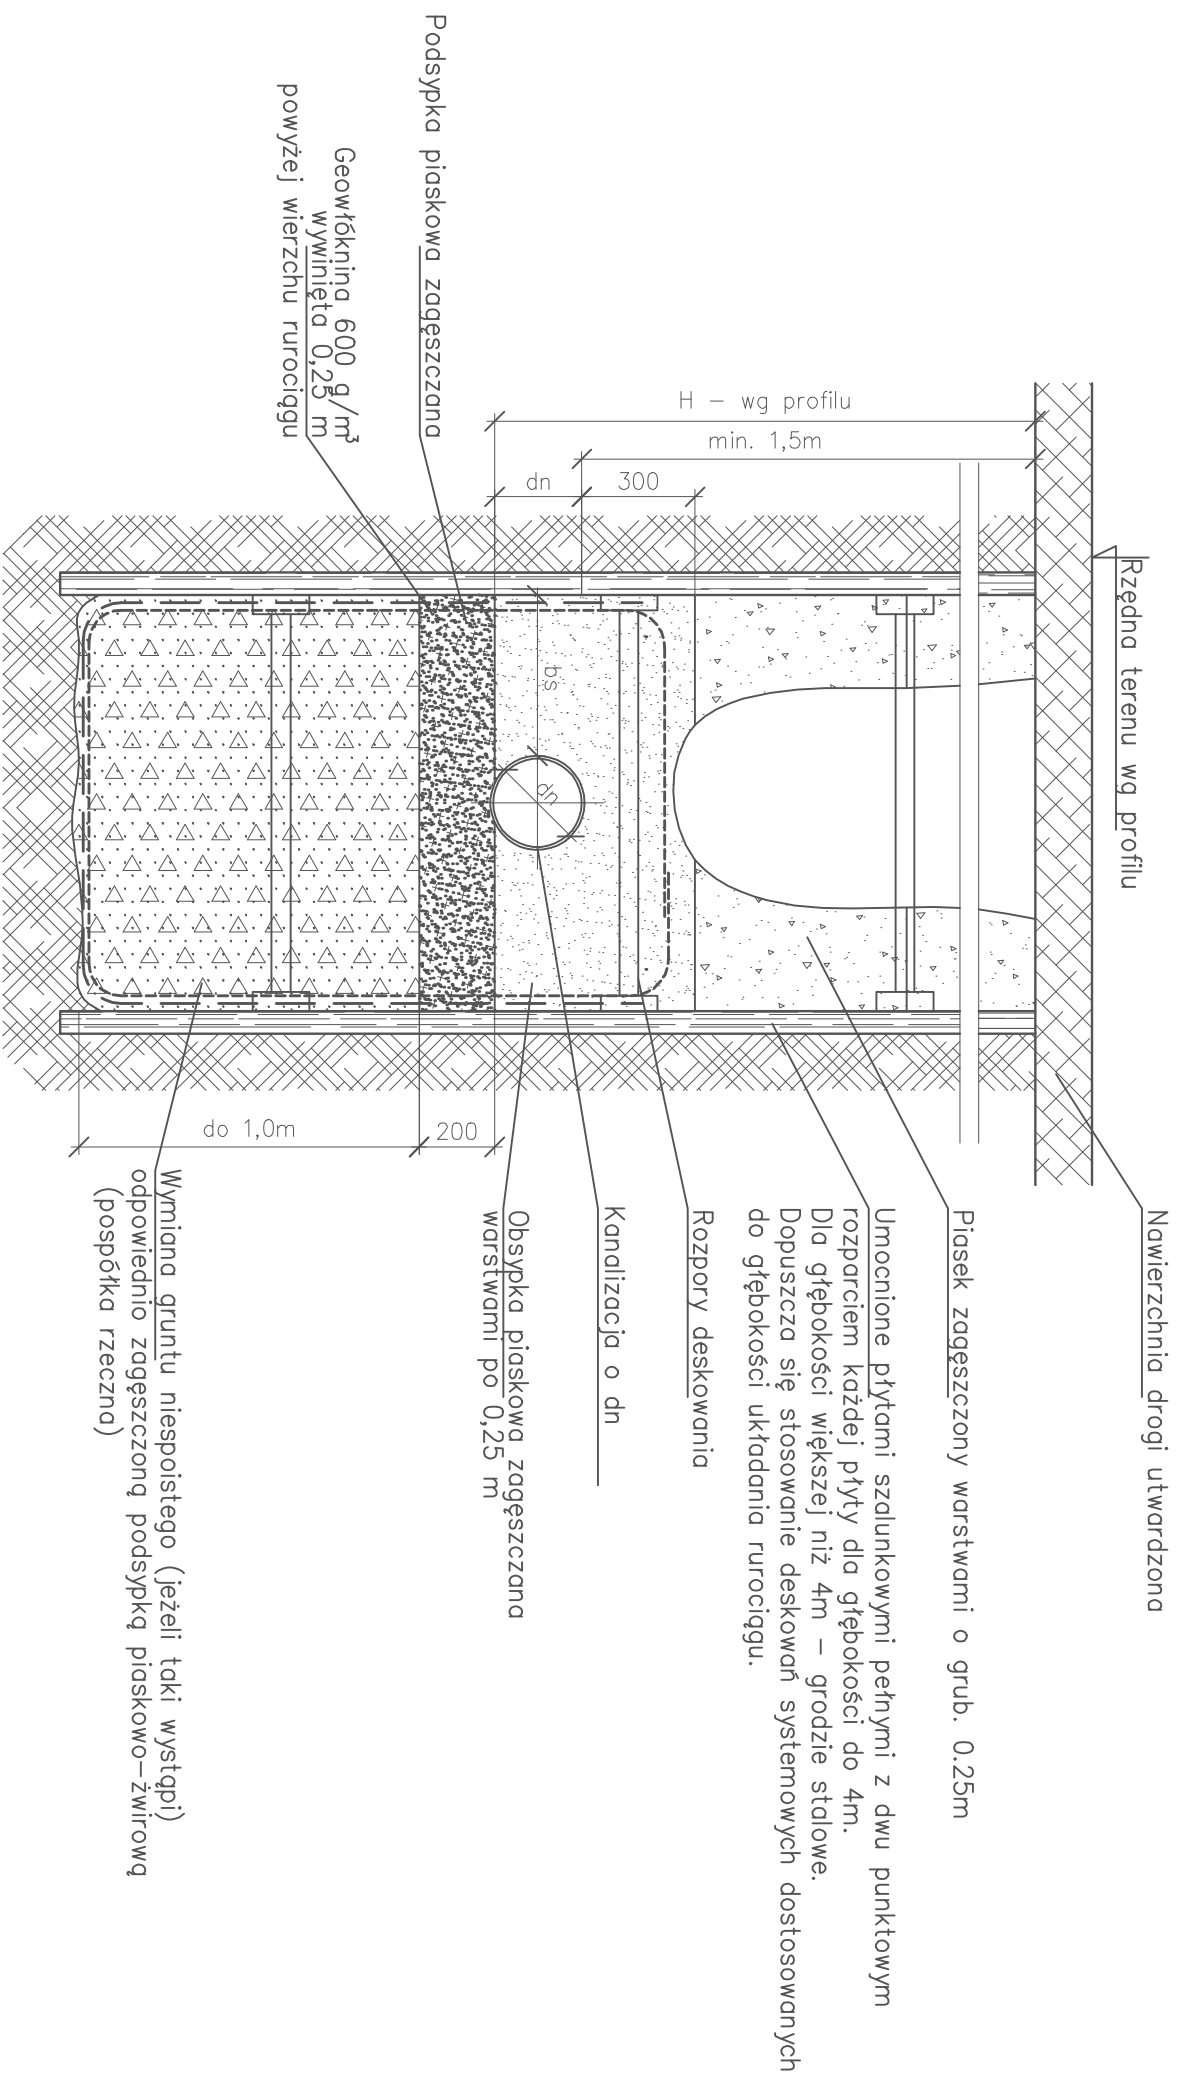 Rzędna terenu wg profilu
Nawierzchnia drogi utwardzona
Piasek zagęszczony warstwami o grub. 0.25m
Umocnione płytami szalunkowymi pełnymi z dwu punktowym
rozparciem każdej płyty dla głębokości do 4m.
Dla głębokości większej niż 4m – grodzie stalowe.
Dopuszcza się stosowanie deskowań systemowych dostosowanych
do głębokości układania rurociągu.
Rozpory deskowania
Kanalizacja o dn
Obsypka piaskowa zagęszczana
warstwami po 0,25 m
Wymiana gruntu niespoistego (jeżeli taki wystąpi)
odpowiednio zagęszczoną podsypką piaskowo–żwirową
(pospółka rzeczna)
Podsypka piaskowa zagęszczana
Geowłóknina 600 g/m³
wywinięta 0,25 m
powyżej wierzchu rurociągu
H – wg profilu
min. 1,5m
dn
300
bs
dn
do 1,0m
200